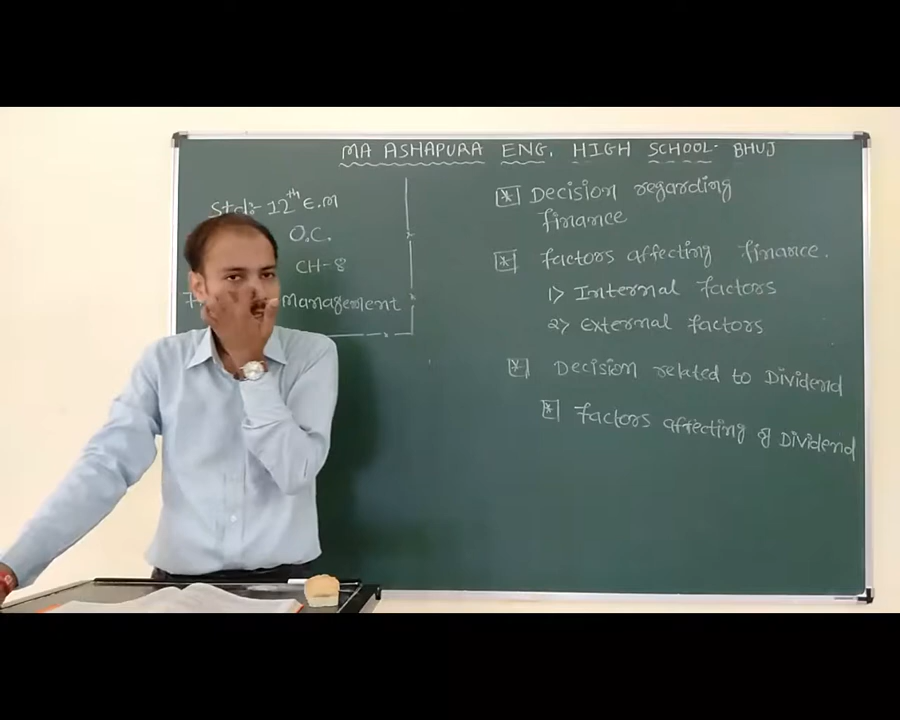 MA ASHAPURA ENG. HIGH SCHOOL- BHUJ
Std:- 12th E.M
O.C.
CH-8
Management
* Decision regarding
finance
* factors affecting finance.
1> Internal factors
2> External factors
* Decision related to Dividend
* factors affecting of Dividend